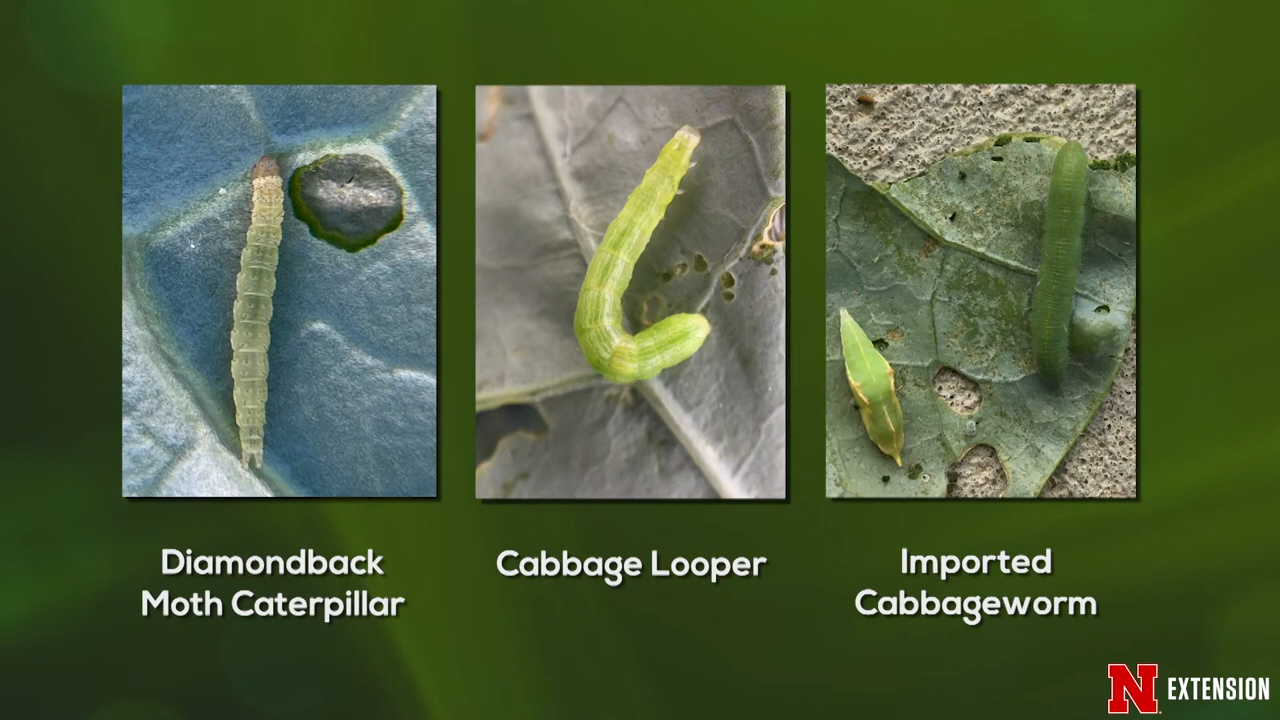 Diamondback
Moth Caterpillar
Cabbage Looper
Imported
Cabbageworm
N EXTENSION